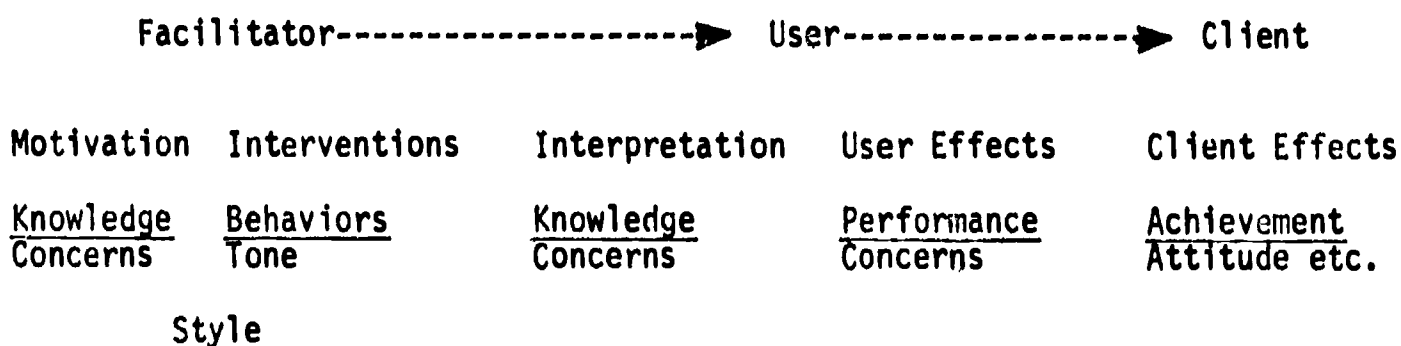 Facilitator--------------------► User-----------------► Client
Motivation Interventions Interpretation User Effects Client Effects
Knowledge Behaviors Knowledge Performance Achievement
Concerns Tone Concerns Concerns Attitude etc.
Style